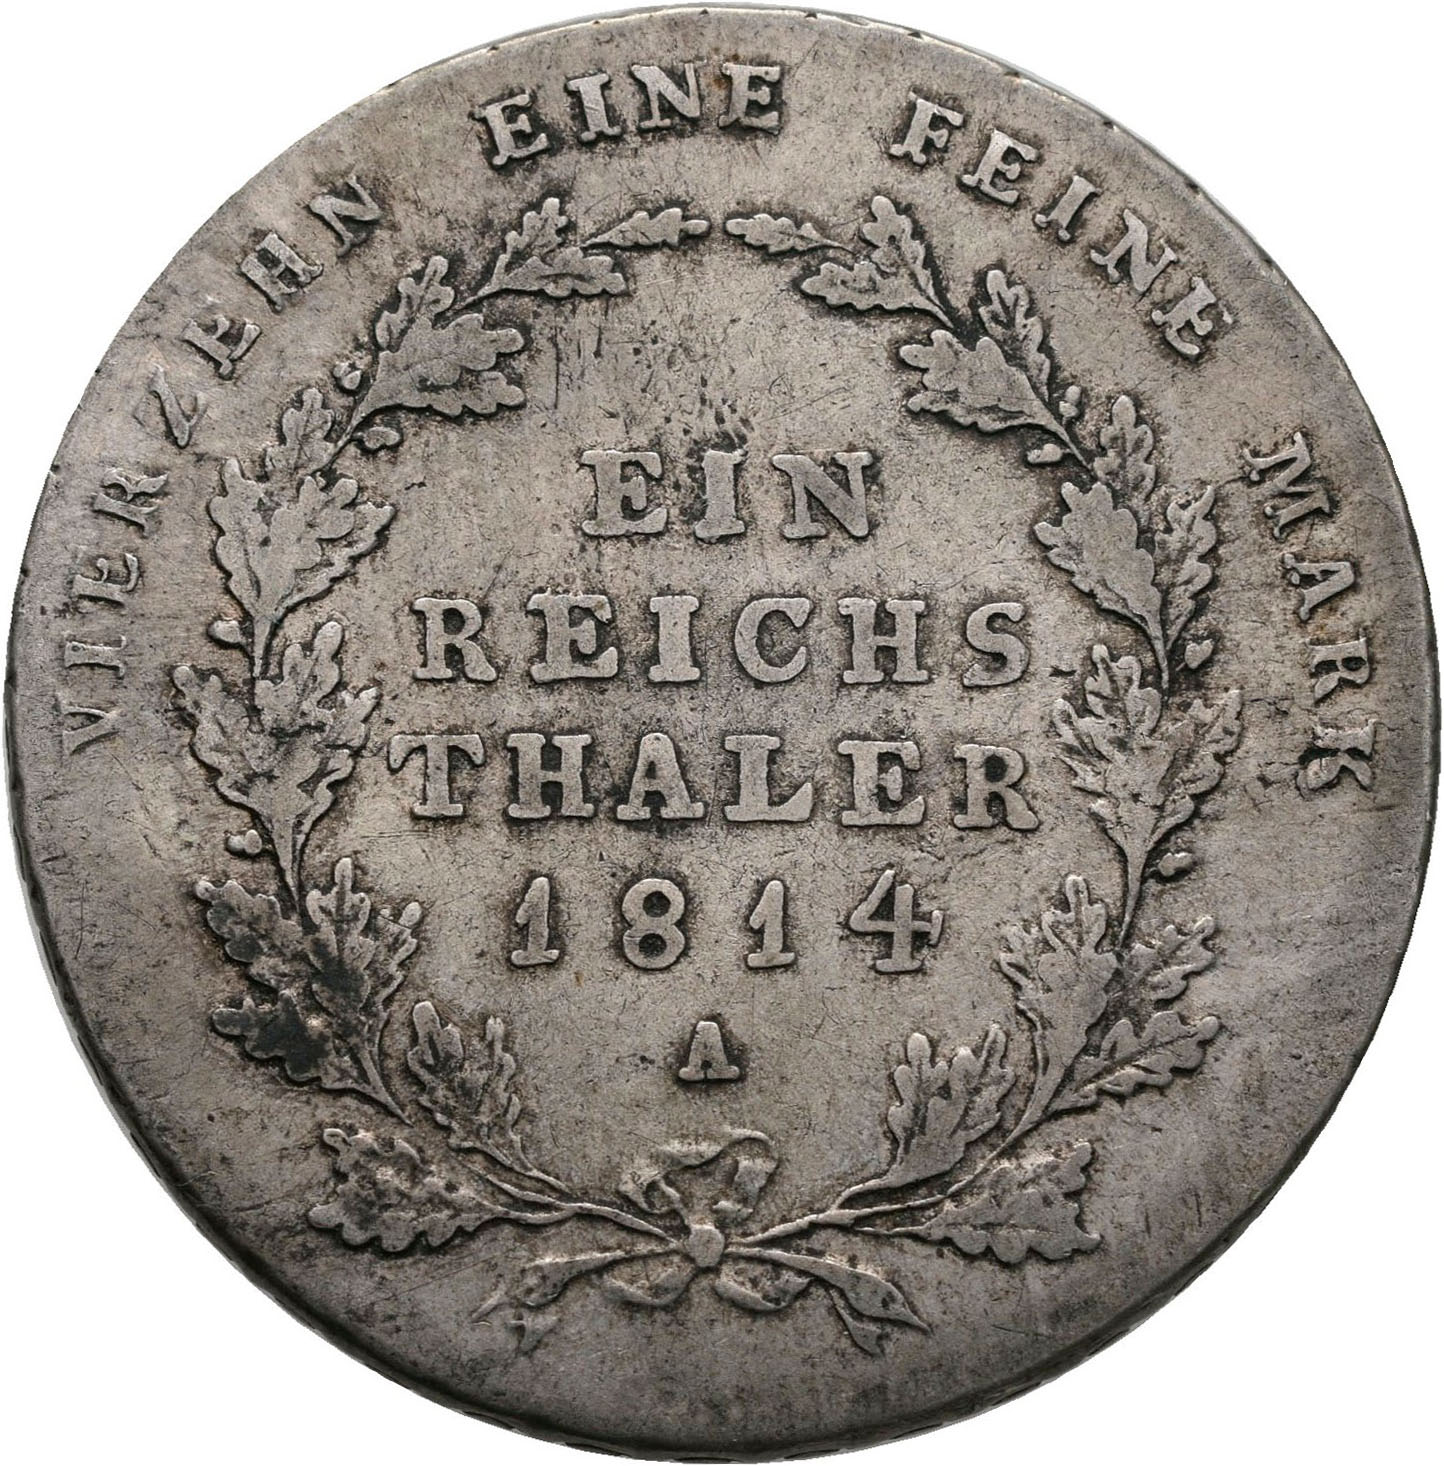 VIERZEHN EINE FEINE MARK
EIN
REICHS
THALER
1814
A